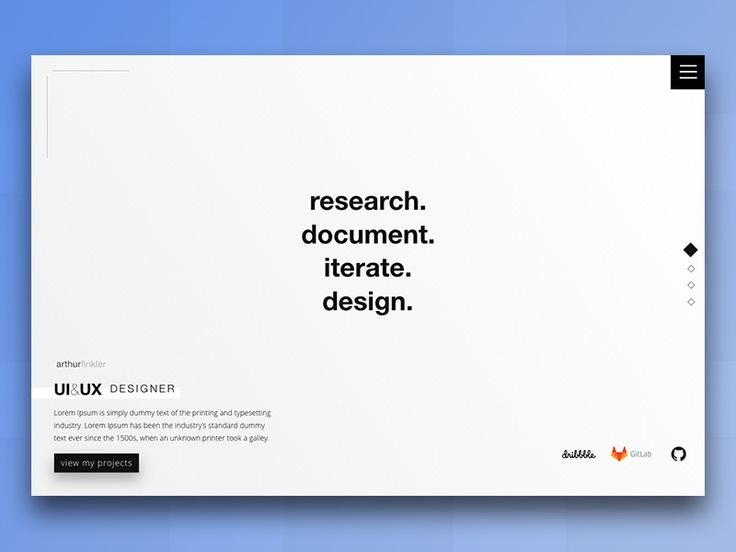 research.
document.
iterate.
design.
arthurfinkler
UI&UX DESIGNER
Lorem Ipsum is simply dummy text of the printing and typesetting
industry. Lorem Ipsum has been the industry's standard dummy
text ever since the 1500s, when an unknown printer took a galley.
view my projects
dribbble GitLab